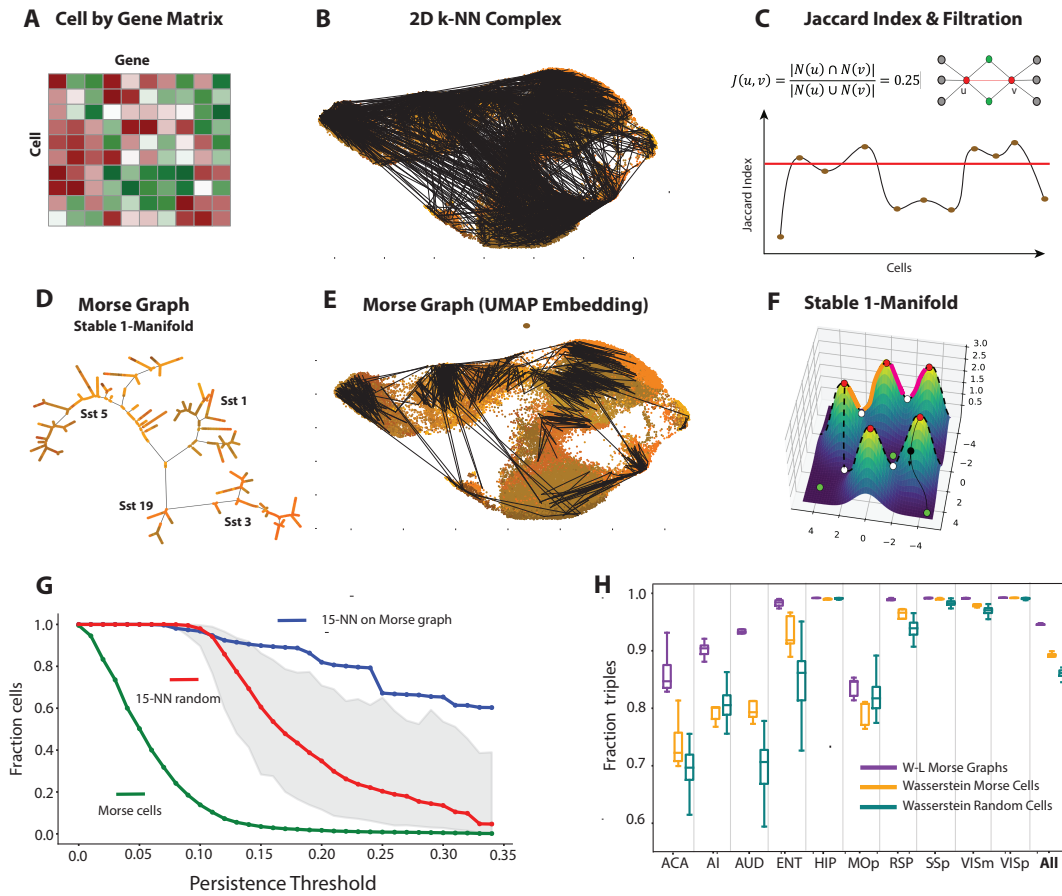 A
Cell by Gene Matrix
Gene
Cell
B
2D k-NN Complex
C
Jaccard Index & Filtration
J(u, v) = |N(u) ∩ N(v)| / |N(u) ∪ N(v)| = 0.25
u
v
Jaccard Index
Cells
D
Morse Graph
Stable 1-Manifold
Sst 5
Sst 1
Sst 19
Sst 3
E
Morse Graph (UMAP Embedding)
F
Stable 1-Manifold
3.0
2.5
2.0
1.5
1.0
0.5
−4
−2
0
2
4
4
2
0
−2
−4
G
Fraction cells
1.0
0.8
0.6
0.4
0.2
0.0
15-NN on Morse graph
15-NN random
Morse cells
0.0
0.05
0.10
0.15
0.20
0.25
0.30
0.35
Persistence Threshold
H
Fraction triples
1.0
0.9
0.8
0.7
0.6
W-L Morse Graphs
Wasserstein Morse Cells
Wasserstein Random Cells
ACA
AI
AUD
ENT
HIP
MOp
RSP
SSp
VISm
VISp
All